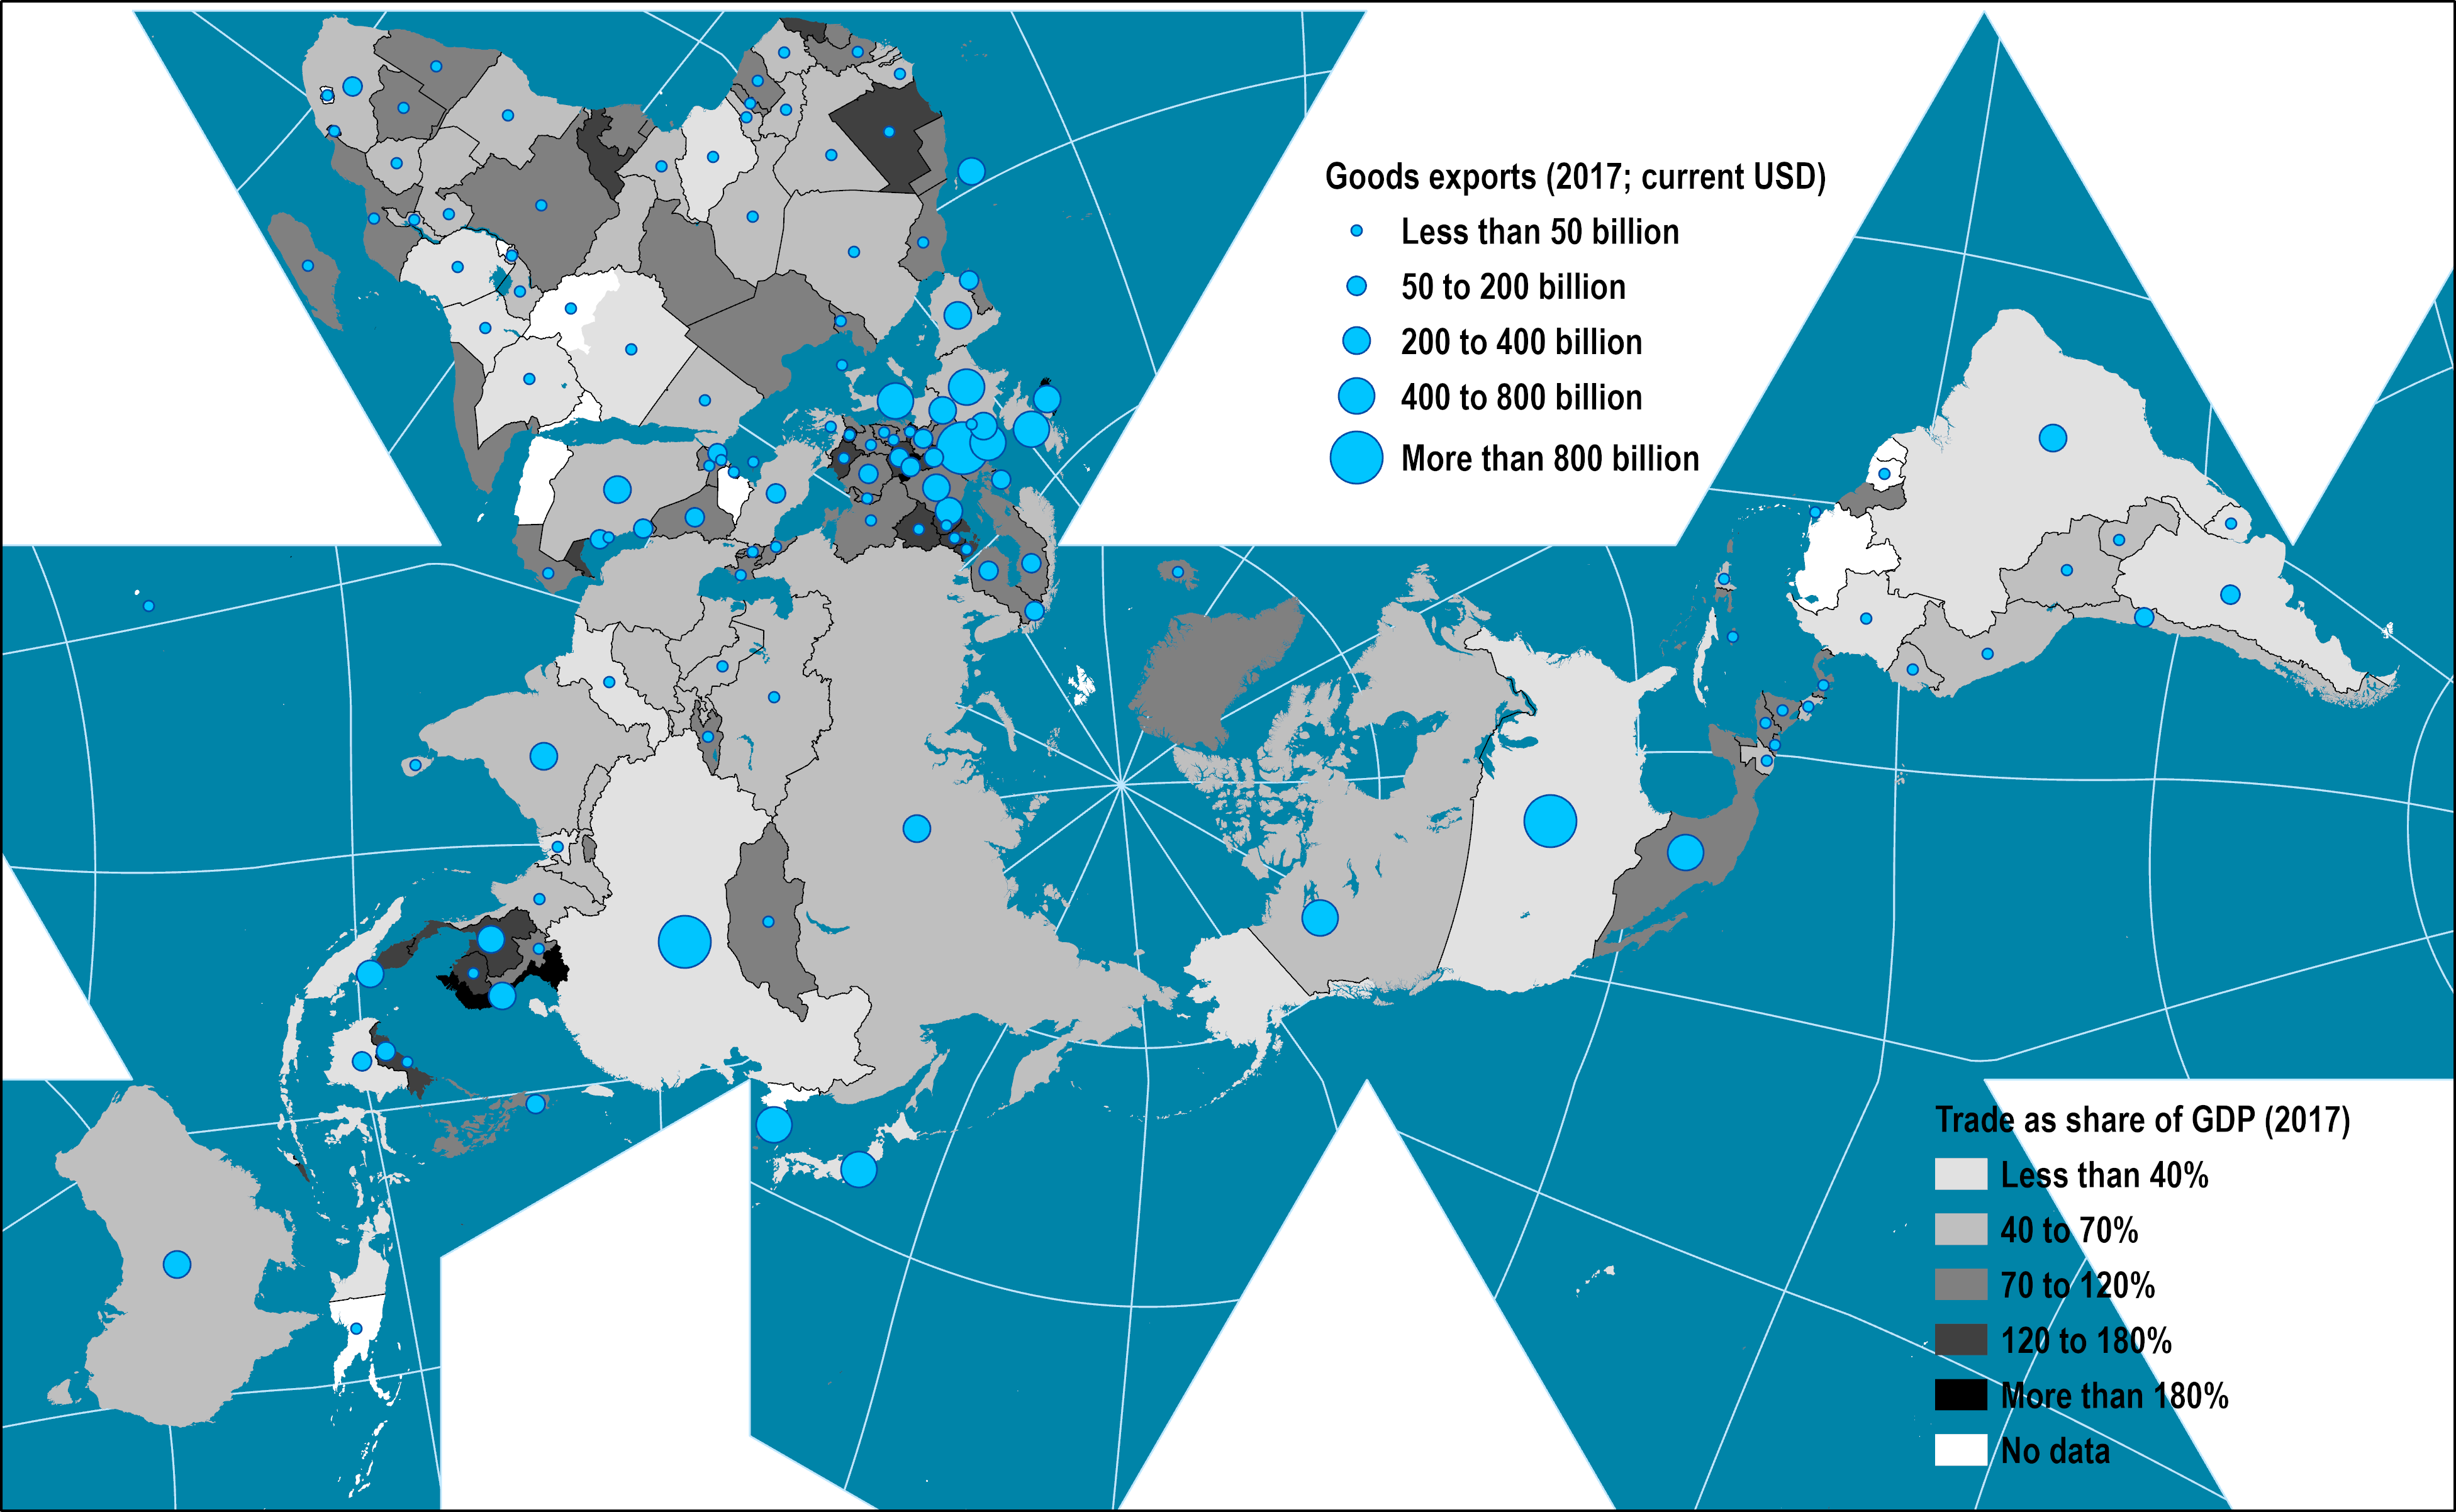 Goods exports (2017; current USD)
Less than 50 billion
50 to 200 billion
200 to 400 billion
400 to 800 billion
More than 800 billion
Trade as share of GDP (2017)
Less than 40%
40 to 70%
70 to 120%
120 to 180%
More than 180%
No data